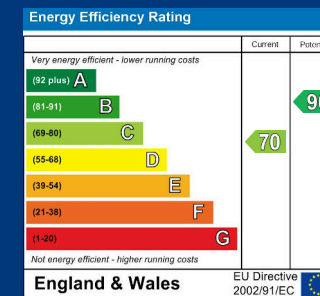 Energy Efficiency Rating
Current
Very energy efficient - lower running costs
(92 plus) A
(81-91) B
(69-80) C
70
(55-68) D
(39-54) E
(21-38) F
(1-20) G
Not energy efficient - higher running costs
England & Wales
EU Directive
2002/91/EC